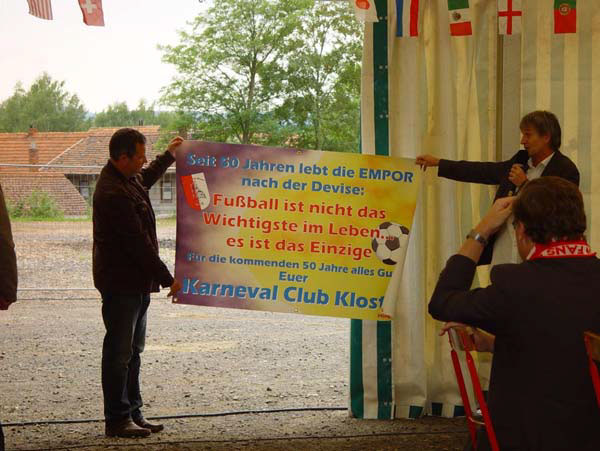 Seit 50 Jahren lebt die EMPOR
nach der Devise:
Fußball ist nicht das
Wichtigste im Leben...
es ist das Einzige
Für die kommenden 50 Jahre alles Gu
Euer
Karneval Club Klost